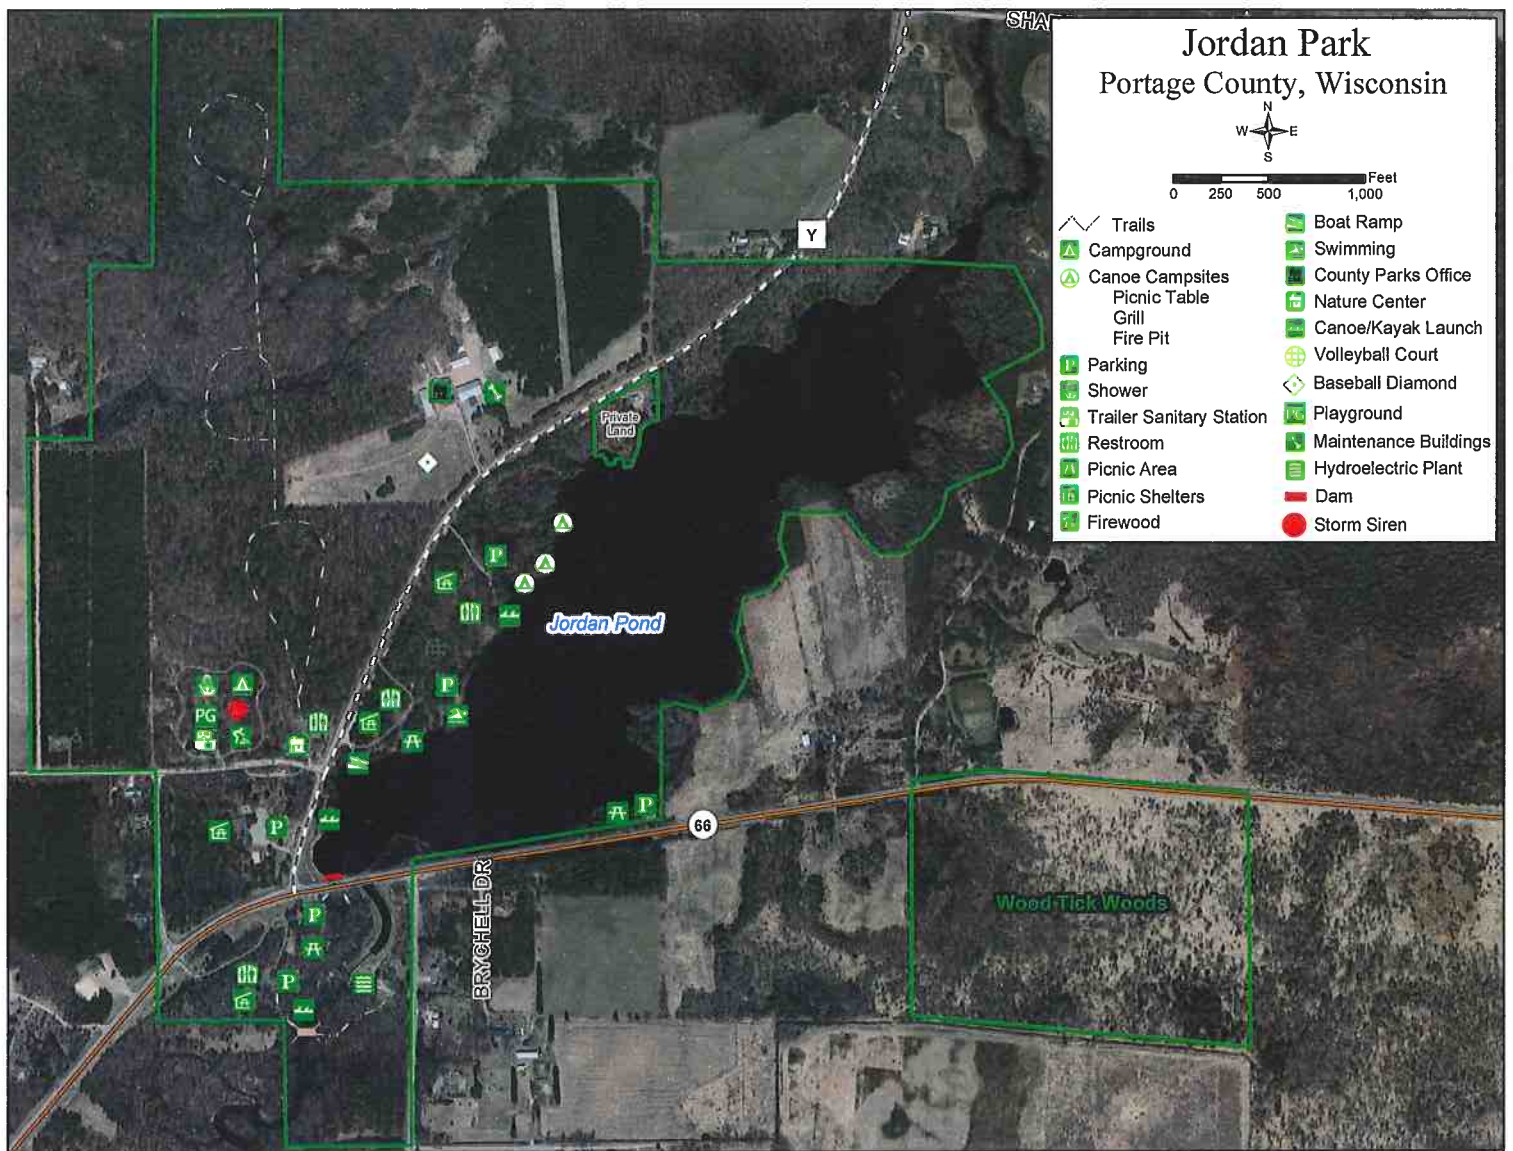 SHA
Jordan Park
Portage County, Wisconsin
N
W E
S
Feet
0 250 500 1,000
Trails
Campground
Canoe Campsites
Picnic Table
Grill
Fire Pit
Parking
Shower
Trailer Sanitary Station
Restroom
Picnic Area
Picnic Shelters
Firewood
Boat Ramp
Swimming
County Parks Office
Nature Center
Canoe/Kayak Launch
Volleyball Court
Baseball Diamond
PG Playground
Maintenance Buildings
Hydroelectric Plant
Dam
Storm Siren
Y
Private
Land
P
Jordan Pond
P
PG
P
P
66
BRYCHELL DR
Wood-Tick Woods
P
P